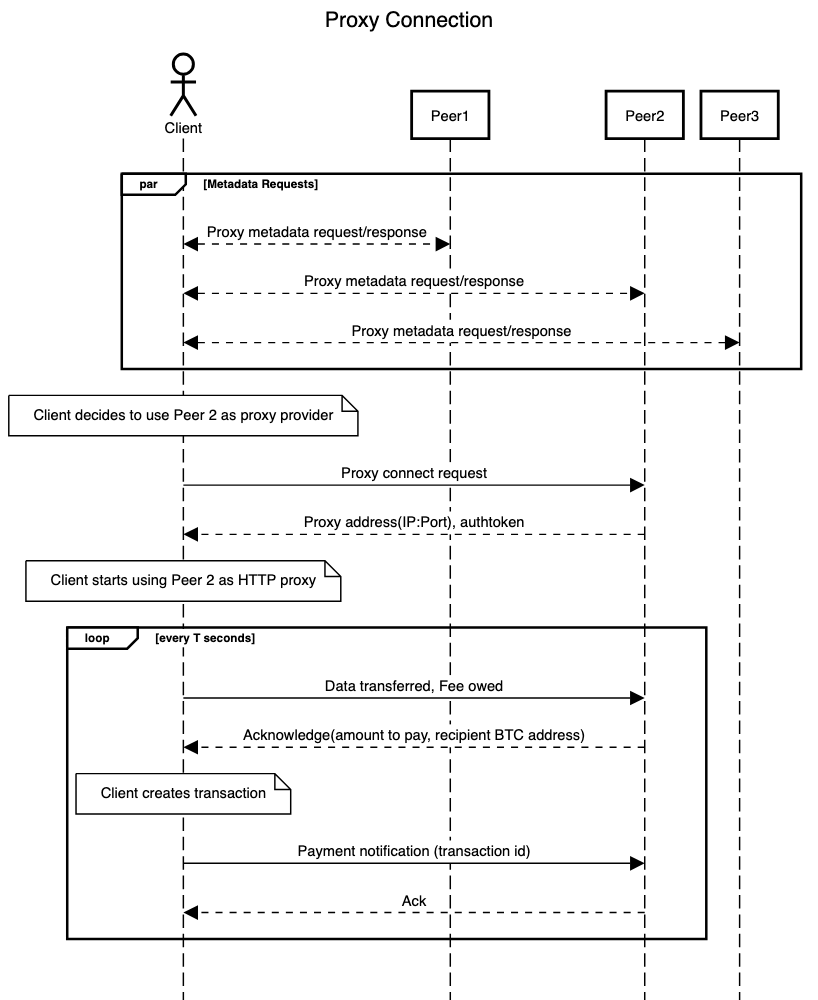 Proxy Connection
Client
Peer1
Peer2
Peer3
par
[Metadata Requests]
Proxy metadata request/response
Proxy metadata request/response
Proxy metadata request/response
Client decides to use Peer 2 as proxy provider
Proxy connect request
Proxy address(IP:Port), authtoken
Client starts using Peer 2 as HTTP proxy
loop
[every T seconds]
Data transferred, Fee owed
Acknowledge(amount to pay, recipient BTC address)
Client creates transaction
Payment notification (transaction id)
Ack